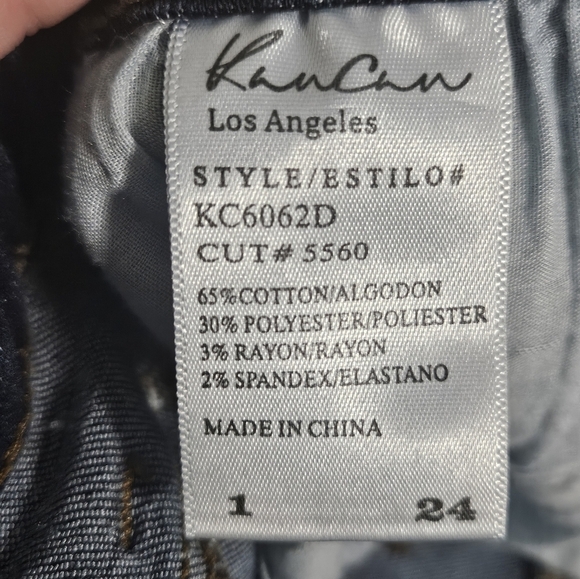 KanCan
Los Angeles
STYLE/ESTILO#
KC6062D
CUT# 5560
65%COTTON/ALGODON
30% POLYESTER/POLIESTER
3% RAYON/RAYON
2% SPANDEX/ELASTANO
MADE IN CHINA
1 24